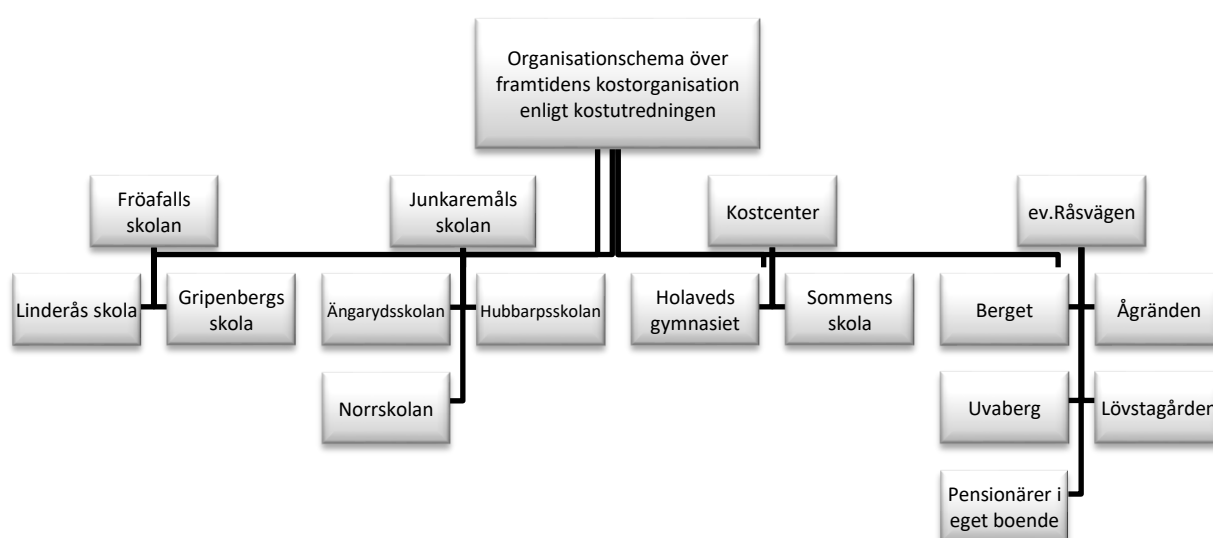 Organisationschema över
framtidens kostorganisation
enligt kostutredningen
Fröafalls
skolan
Junkaremåls
skolan
Kostcenter
ev.Råsvägen
Linderås skola
Gripenbergs
skola
Ängarydsskolan
Hubbarpsskolan
Holaveds
gymnasiet
Sommens
skola
Berget
Ågränden
Norrskolan
Uvaberg
Lövstagården
Pensionärer i
eget boende